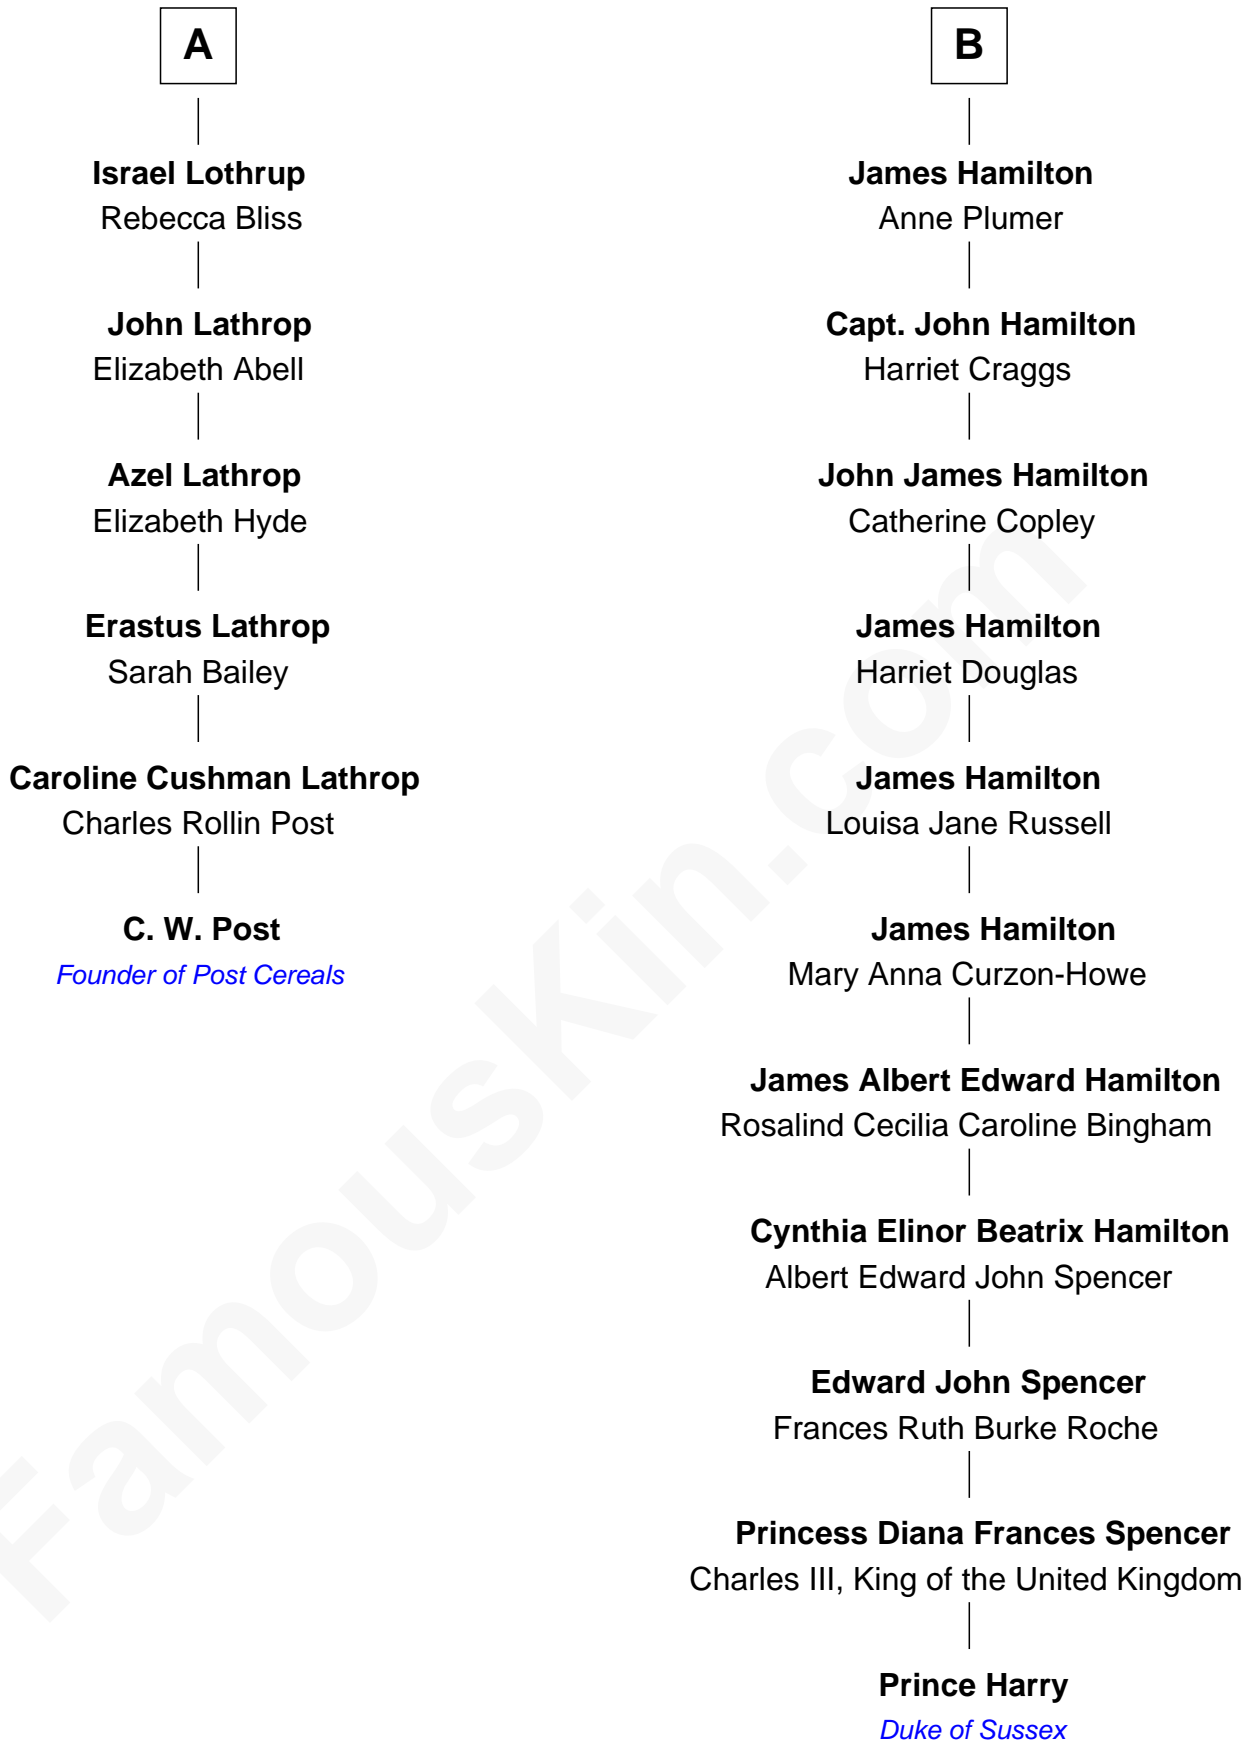 A
Israel Lothrup
Rebecca Bliss
John Lathrop
Elizabeth Abell
Azel Lathrop
Elizabeth Hyde
Erastus Lathrop
Sarah Bailey
Caroline Cushman Lathrop
Charles Rollin Post
C. W. Post
Founder of Post Cereals
B
James Hamilton
Anne Plumer
Capt. John Hamilton
Harriet Craggs
John James Hamilton
Catherine Copley
James Hamilton
Harriet Douglas
James Hamilton
Louisa Jane Russell
James Hamilton
Mary Anna Curzon-Howe
James Albert Edward Hamilton
Rosalind Cecilia Caroline Bingham
Cynthia Elinor Beatrix Hamilton
Albert Edward John Spencer
Edward John Spencer
Frances Ruth Burke Roche
Princess Diana Frances Spencer
Charles III, King of the United Kingdom
Prince Harry
Duke of Sussex
FamousKin.com